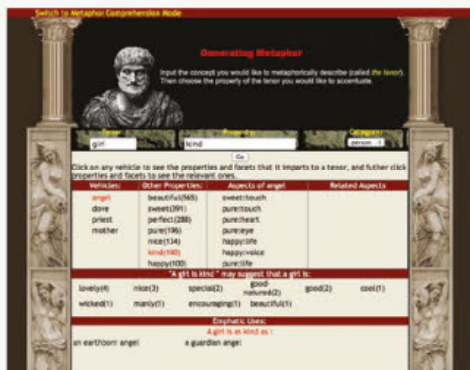 Switch to Metaphor Comprehension Mode
Generating Metaphor
Input the concept you would like to metaphorically describe (called the tenor).
Then choose the property of the tenor you would like to accentuate.
Tenor: Property: Category:
girl kind person
Go
Click on any vehicle to see the properties and facets that it imparts to a tenor, and futher click
properties and facets to see the relevant ones.
Vehicles: Other Properties: Aspects of angel Related Aspects
angel beautiful(565) sweet:touch
dove sweet(391) pure:touch
priest perfect(288) pure:heart
mother pure(196) pure:eye
nice(134) happy:life
kind(100) happy:voice
happy(100) pure:life
"A girl is kind " may suggest that a girl is:
lovely(4) nice(3) special(2) good-natured(2) good(2) cool(1)
wicked(1) manly(1) encouraging(1) beautiful(1)
Emphatic Uses:
A girl is as kind as :
an earthborn angel a guardian angel